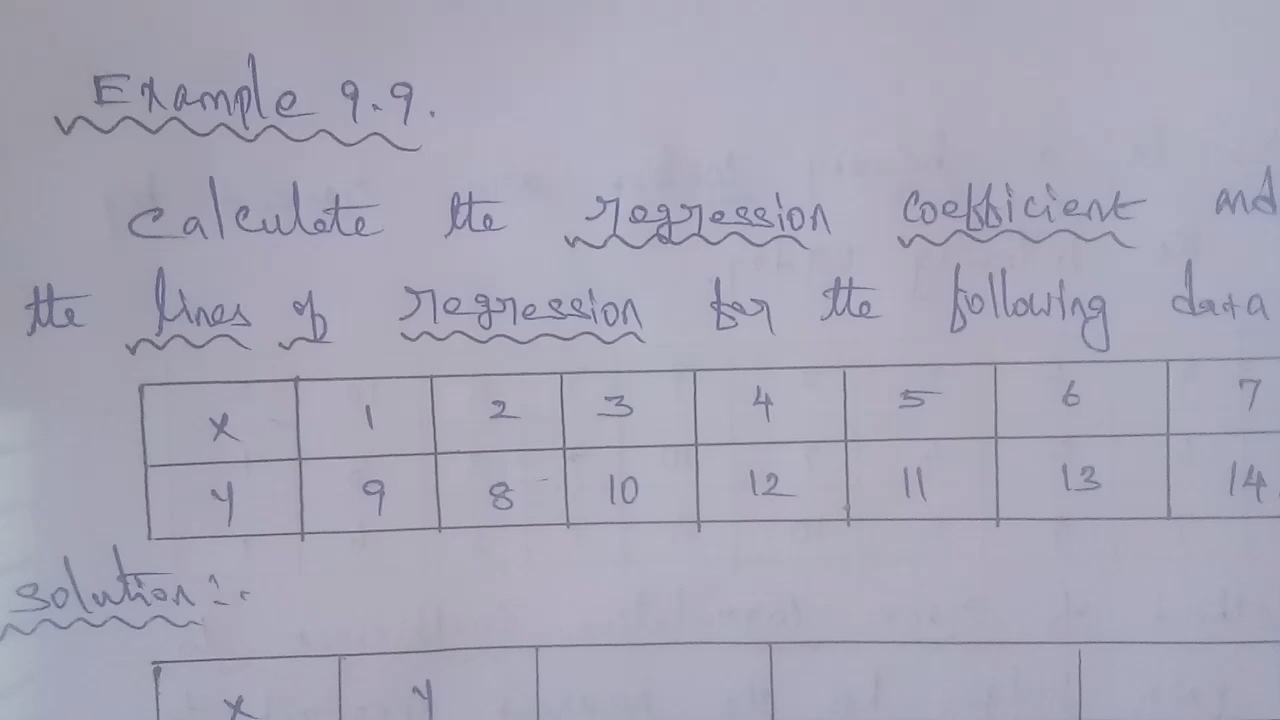 Example 9.9.
Calculate the regression coefficient and
the lines of regression for the following data
X 1 2 3 4 5 6 7
Y 9 8 10 12 11 13 14
Solution:-
X Y